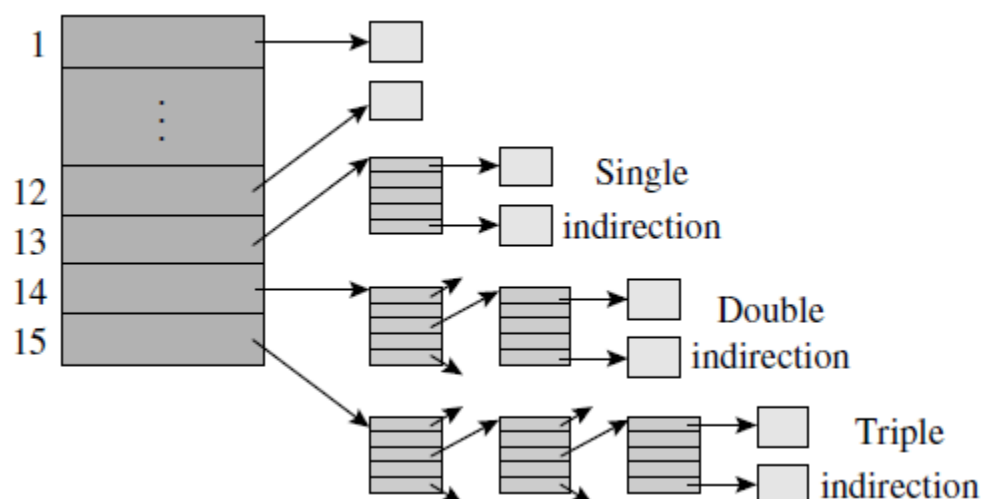 1
⋮
12
13
14
15
Single
indirection
Double
indirection
Triple
indirection